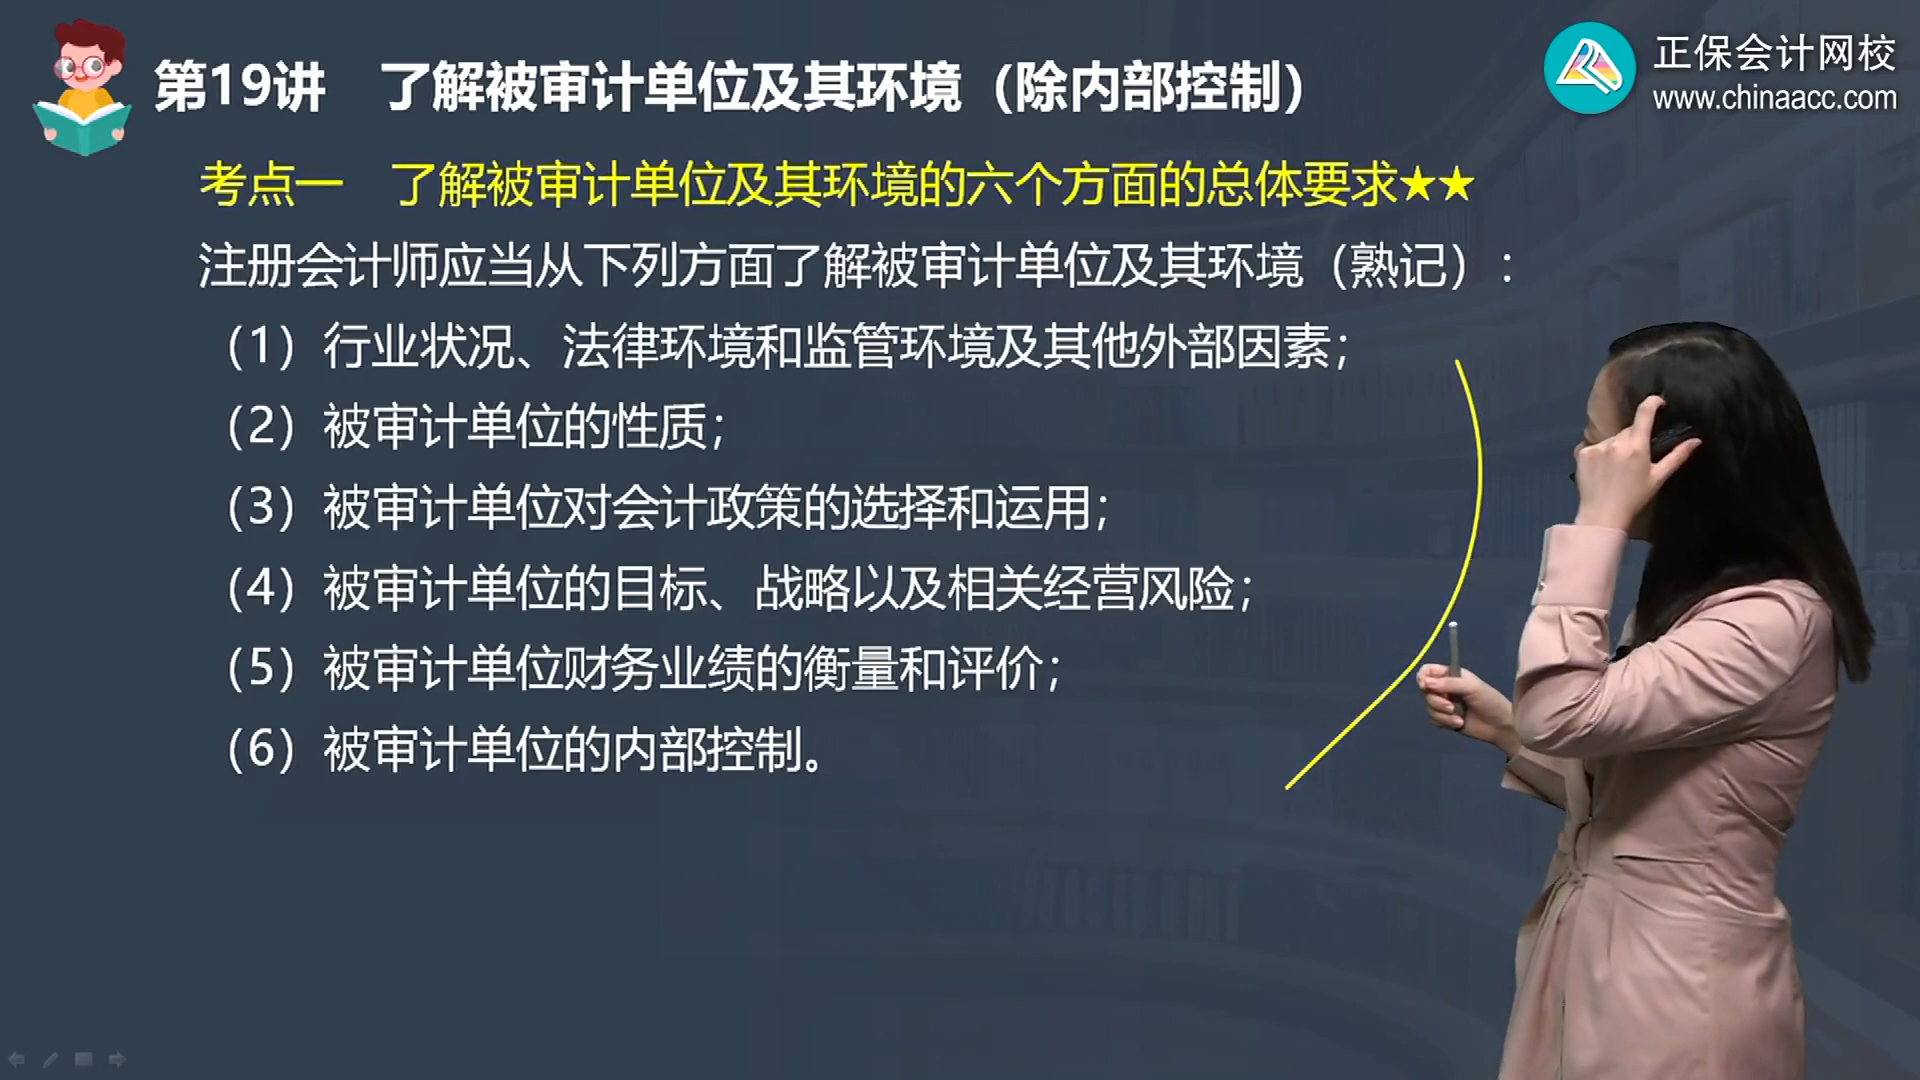 第19讲　了解被审计单位及其环境（除内部控制）
正保会计网校
www.chinaacc.com
考点一　了解被审计单位及其环境的六个方面的总体要求★★
注册会计师应当从下列方面了解被审计单位及其环境（熟记）：
（1）行业状况、法律环境和监管环境及其他外部因素；
（2）被审计单位的性质；
（3）被审计单位对会计政策的选择和运用；
（4）被审计单位的目标、战略以及相关经营风险；
（5）被审计单位财务业绩的衡量和评价；
（6）被审计单位的内部控制。